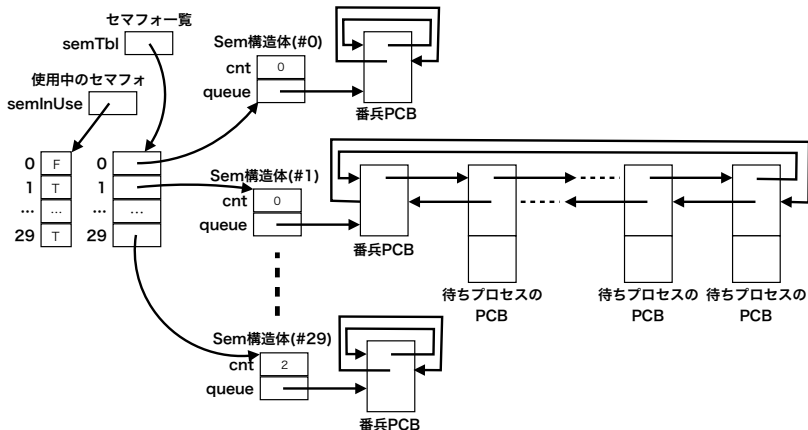 セマフォ一覧
semTbl
使用中のセマフォ
semInUse
0 F
1 T
... ...
29 T
0
1
... ...
29
Sem構造体(#0)
cnt 0
queue
番兵PCB
Sem構造体(#1)
cnt 0
queue
番兵PCB
待ちプロセスの
PCB
待ちプロセスの
PCB
待ちプロセスの
PCB
Sem構造体(#29)
cnt 2
queue
番兵PCB